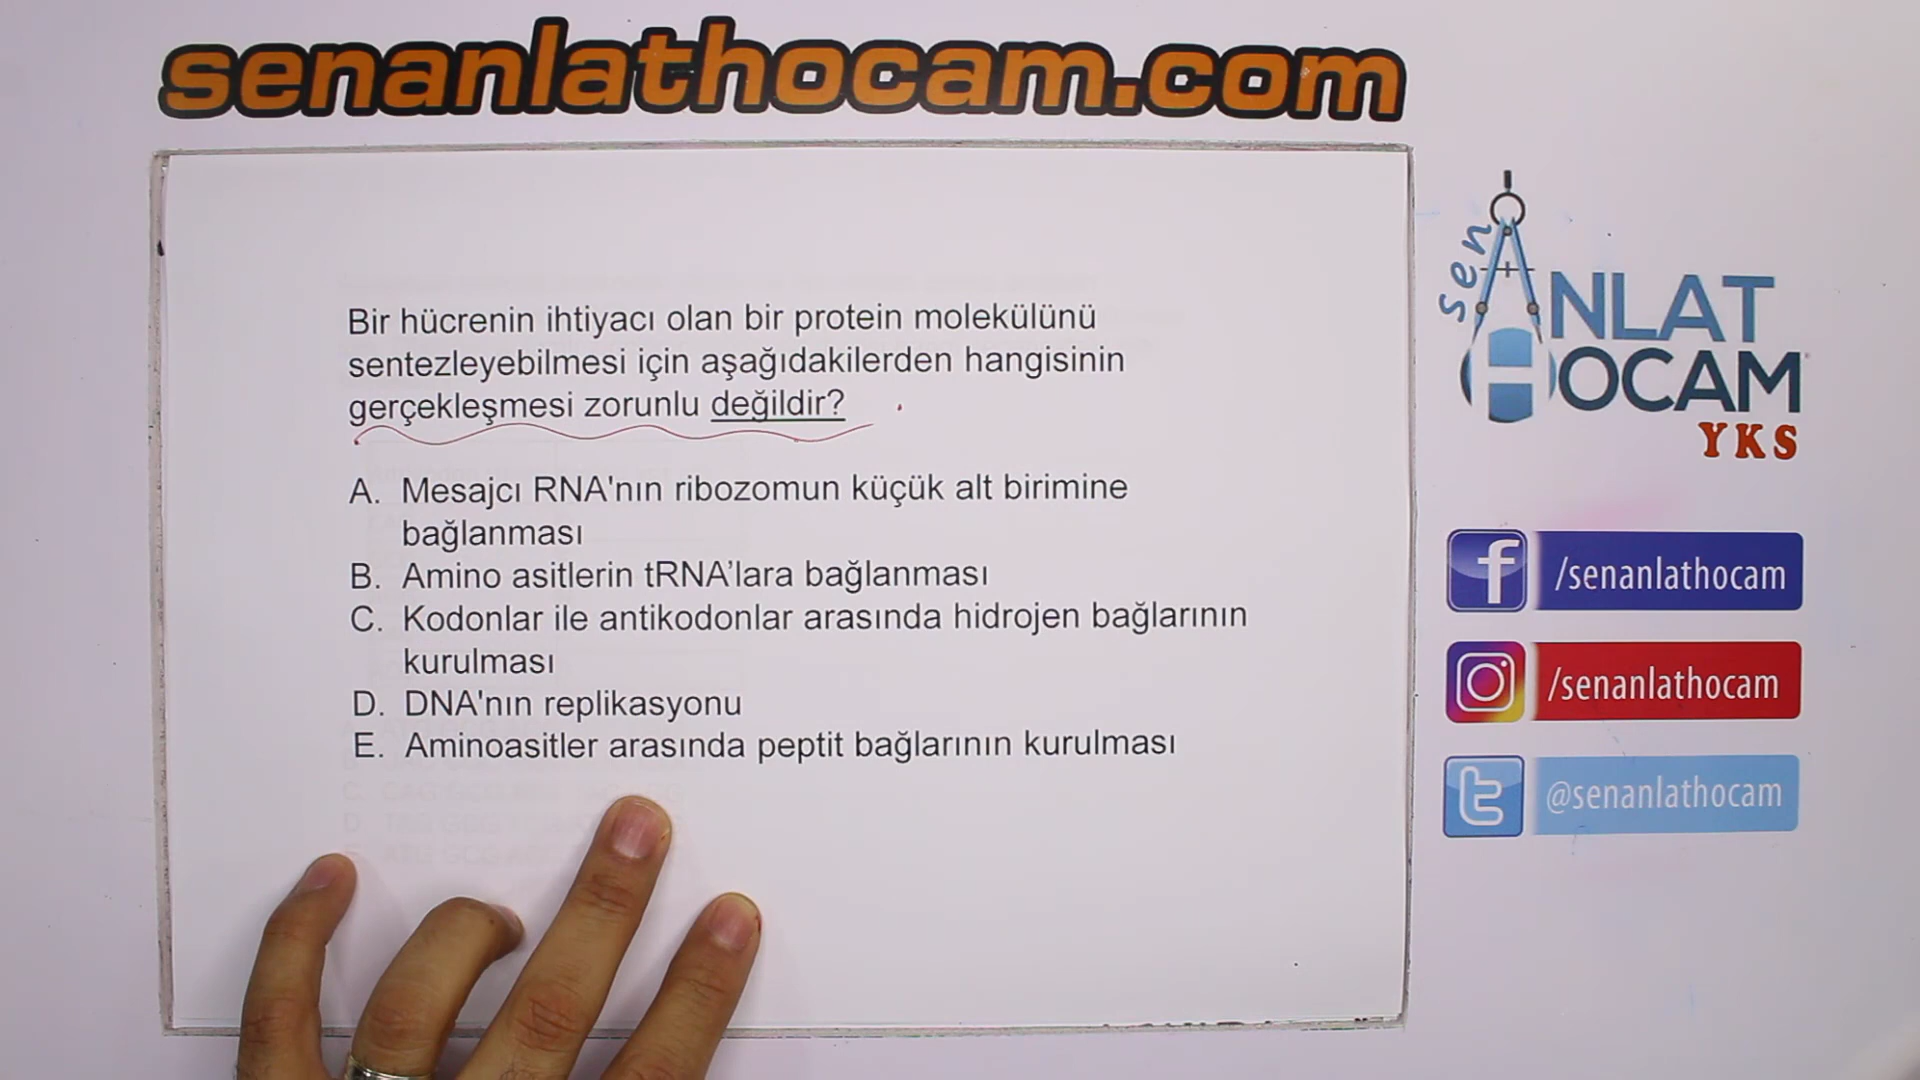 senanlathocam.com
Bir hücrenin ihtiyacı olan bir protein molekülünü
sentezleyebilmesi için aşağıdakilerden hangisinin
gerçekleşmesi zorunlu değildir?
A. Mesajcı RNA'nın ribozomun küçük alt birimine
bağlanması
B. Amino asitlerin tRNA’lara bağlanması
C. Kodonlar ile antikodonlar arasında hidrojen bağlarının
kurulması
D. DNA'nın replikasyonu
E. Aminoasitler arasında peptit bağlarının kurulması
sen
ANLAT
HOCAM
YKS
/senanlathocam
/senanlathocam
@senanlathocam